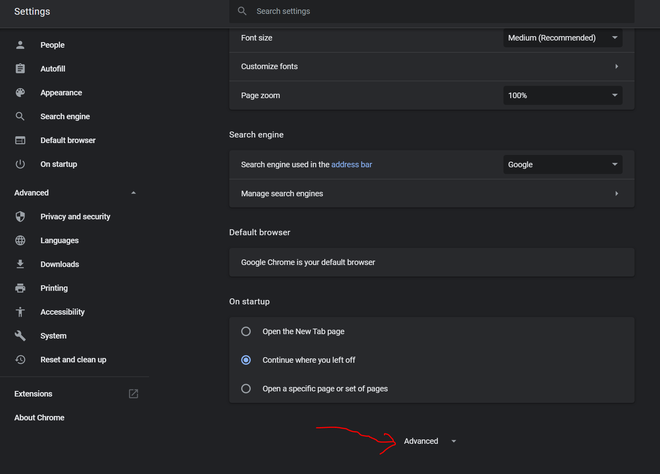 Settings
Search settings
People
Autofill
Appearance
Search engine
Default browser
On startup
Advanced
Privacy and security
Languages
Downloads
Printing
Accessibility
System
Reset and clean up
Extensions
About Chrome
Font size Medium (Recommended)
Customize fonts
Page zoom 100%
Search engine
Search engine used in the address bar Google
Manage search engines
Default browser
Google Chrome is your default browser
On startup
Open the New Tab page
Continue where you left off
Open a specific page or set of pages
Advanced